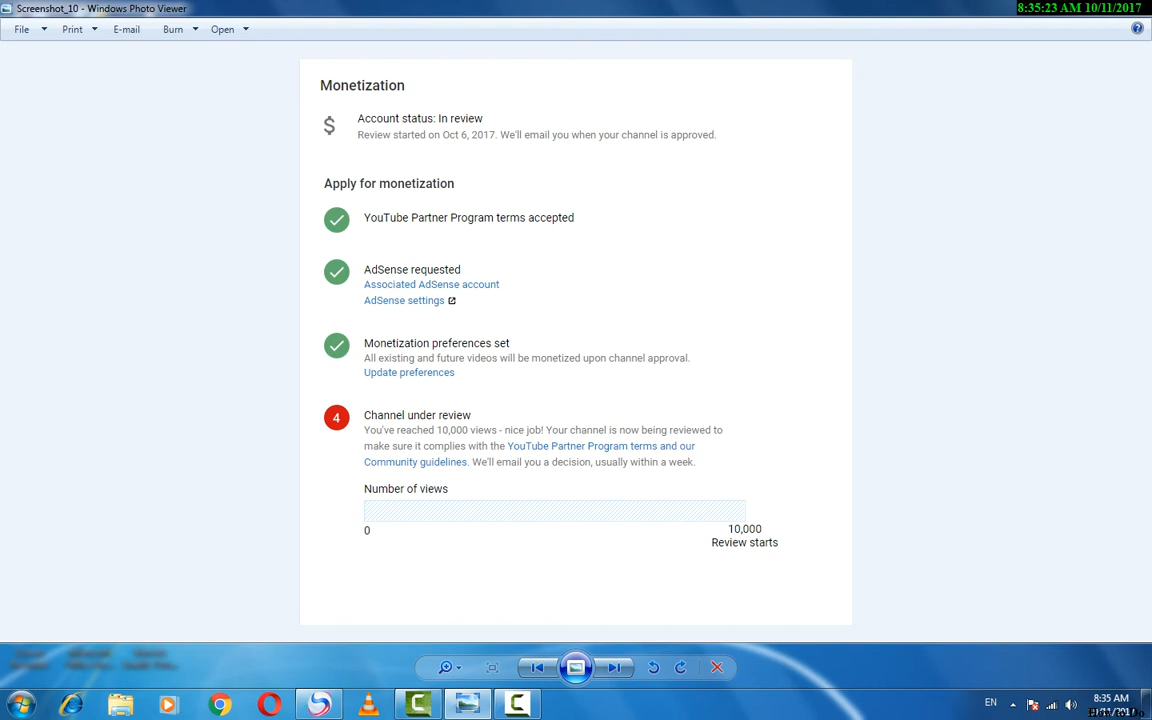 Screenshot_10 - Windows Photo Viewer
8:35:23 AM 10/11/2017
File Print E-mail Burn Open
Monetization
$
Account status: In review
Review started on Oct 6, 2017. We'll email you when your channel is approved.
Apply for monetization
YouTube Partner Program terms accepted
AdSense requested
Associated AdSense account
AdSense settings
Monetization preferences set
All existing and future videos will be monetized upon channel approval.
Update preferences
4
Channel under review
You've reached 10,000 views - nice job! Your channel is now being reviewed to
make sure it complies with the YouTube Partner Program terms and our
Community guidelines. We'll email you a decision, usually within a week.
Number of views
0
10,000
Review starts
EN
8:35 AM